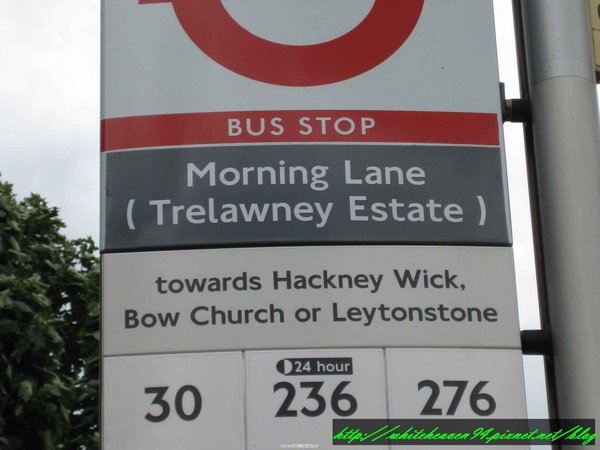 BUS STOP
Morning Lane
( Trelawney Estate )
towards Hackney Wick,
Bow Church or Leytonstone
24 hour
30 236 276
http://whiteheaven94.pixnet.net/blog